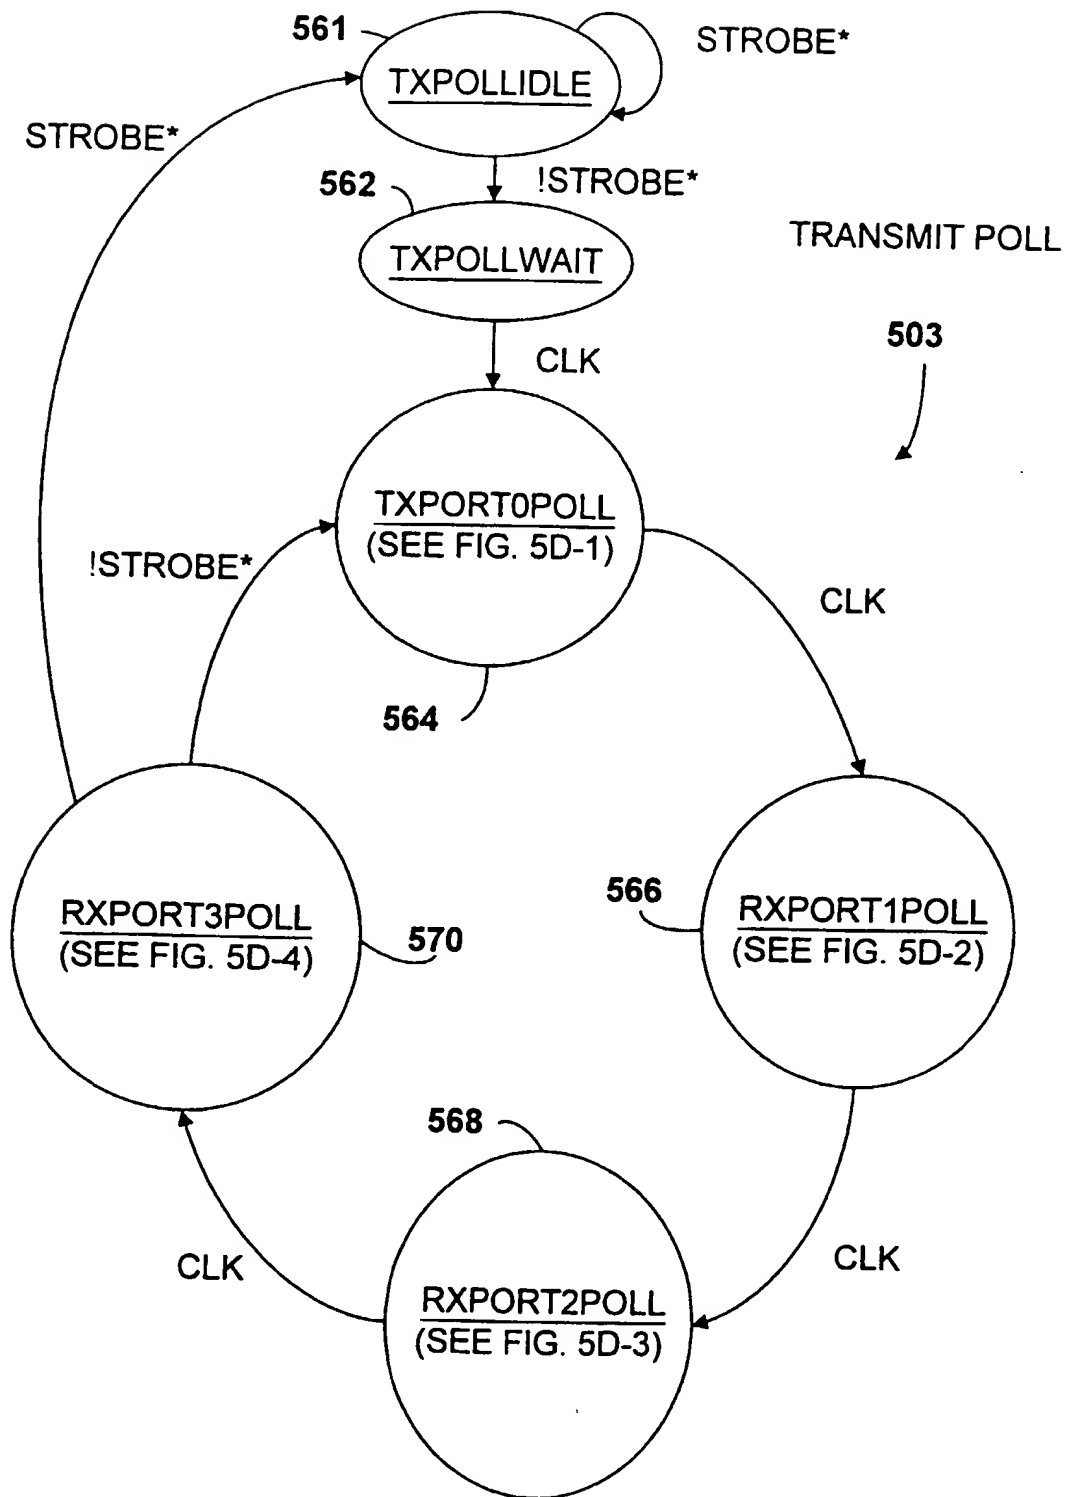 561
STROBE*
TXPOLLIDLE
STROBE*
562
!STROBE*
TRANSMIT POLL
TXPOLLWAIT
503
CLK
TXPORT0POLL
(SEE FIG. 5D-1)
!STROBE*
CLK
564
566
RXPORT3POLL
(SEE FIG. 5D-4)
570
RXPORT1POLL
(SEE FIG. 5D-2)
568
CLK
CLK
RXPORT2POLL
(SEE FIG. 5D-3)